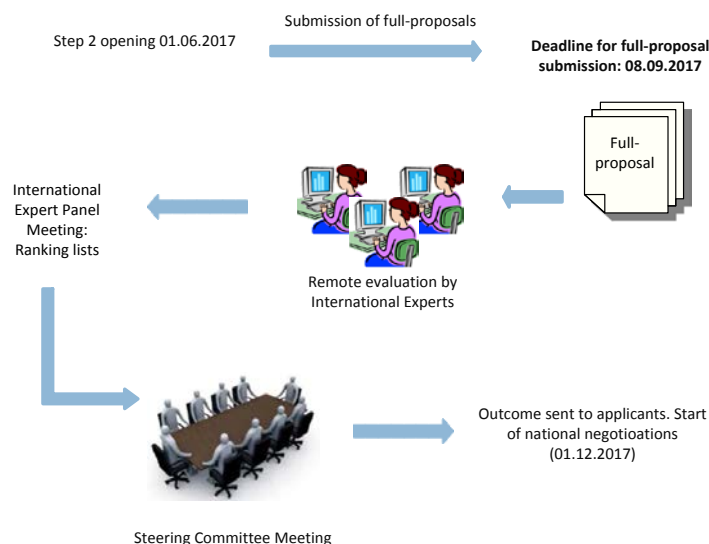 Submission of full-proposals
Step 2 opening 01.06.2017
Deadline for full-proposal
submission: 08.09.2017
Full-
proposal
International
Expert Panel
Meeting:
Ranking lists
Remote evaluation by
International Experts
Outcome sent to applicants. Start
of national negotioations
(01.12.2017)
Steering Committee Meeting